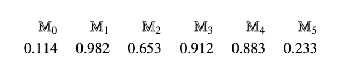 𝕄₀ 𝕄₁ 𝕄₂ 𝕄₃ 𝕄₄ 𝕄₅
0.114 0.982 0.653 0.912 0.883 0.233